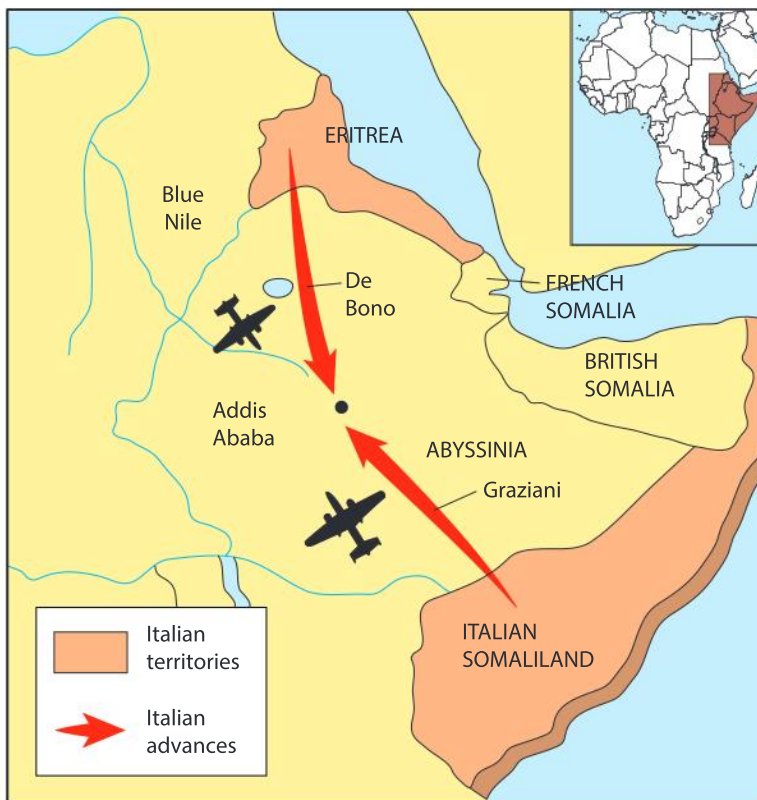 ERITREA
Blue
Nile
De
Bono
FRENCH
SOMALIA
BRITISH
SOMALIA
Addis
Ababa
ABYSSINIA
Graziani
ITALIAN
SOMALILAND
Italian
territories
Italian
advances